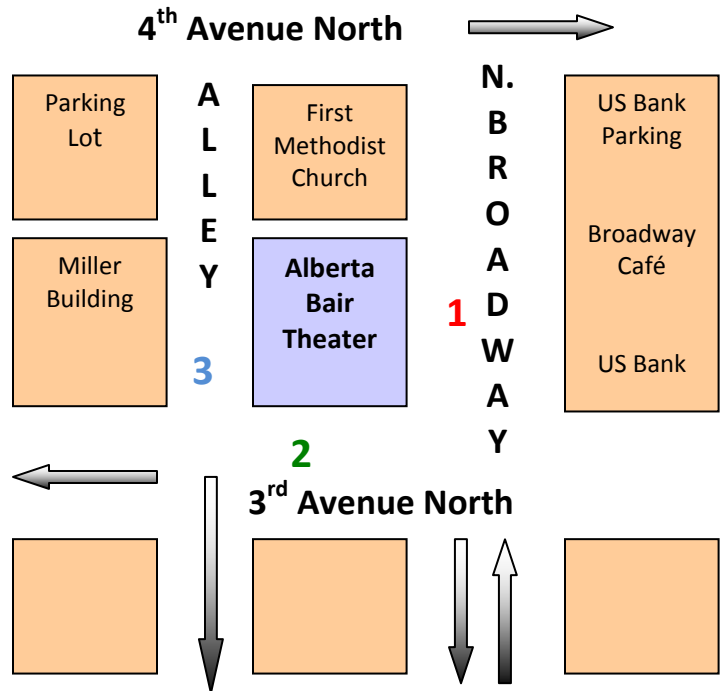 4th Avenue North
Parking
Lot
A
L
L
E
Y
First
Methodist
Church
N.
B
R
O
A
D
W
A
Y
US Bank
Parking
Broadway
Café
US Bank
Miller
Building
Alberta
Bair
Theater
1
3
2
3rd Avenue North